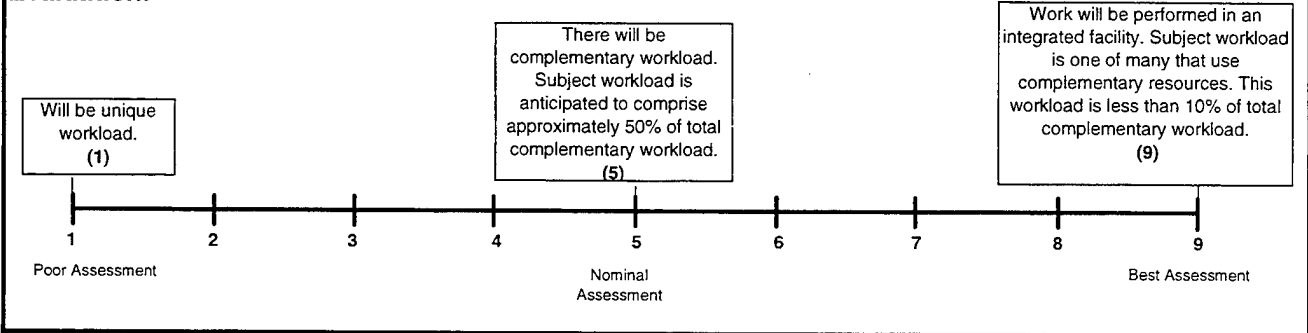 Will be unique
workload.
(1)
There will be
complementary workload.
Subject workload is
anticipated to comprise
approximately 50% of total
complementary workload.
(5)
Work will be performed in an
integrated facility. Subject workload
is one of many that use
complementary resources. This
workload is less than 10% of total
complementary workload.
(9)
1 2 3 4 5 6 7 8 9
Poor Assessment
Nominal
Assessment
Best Assessment